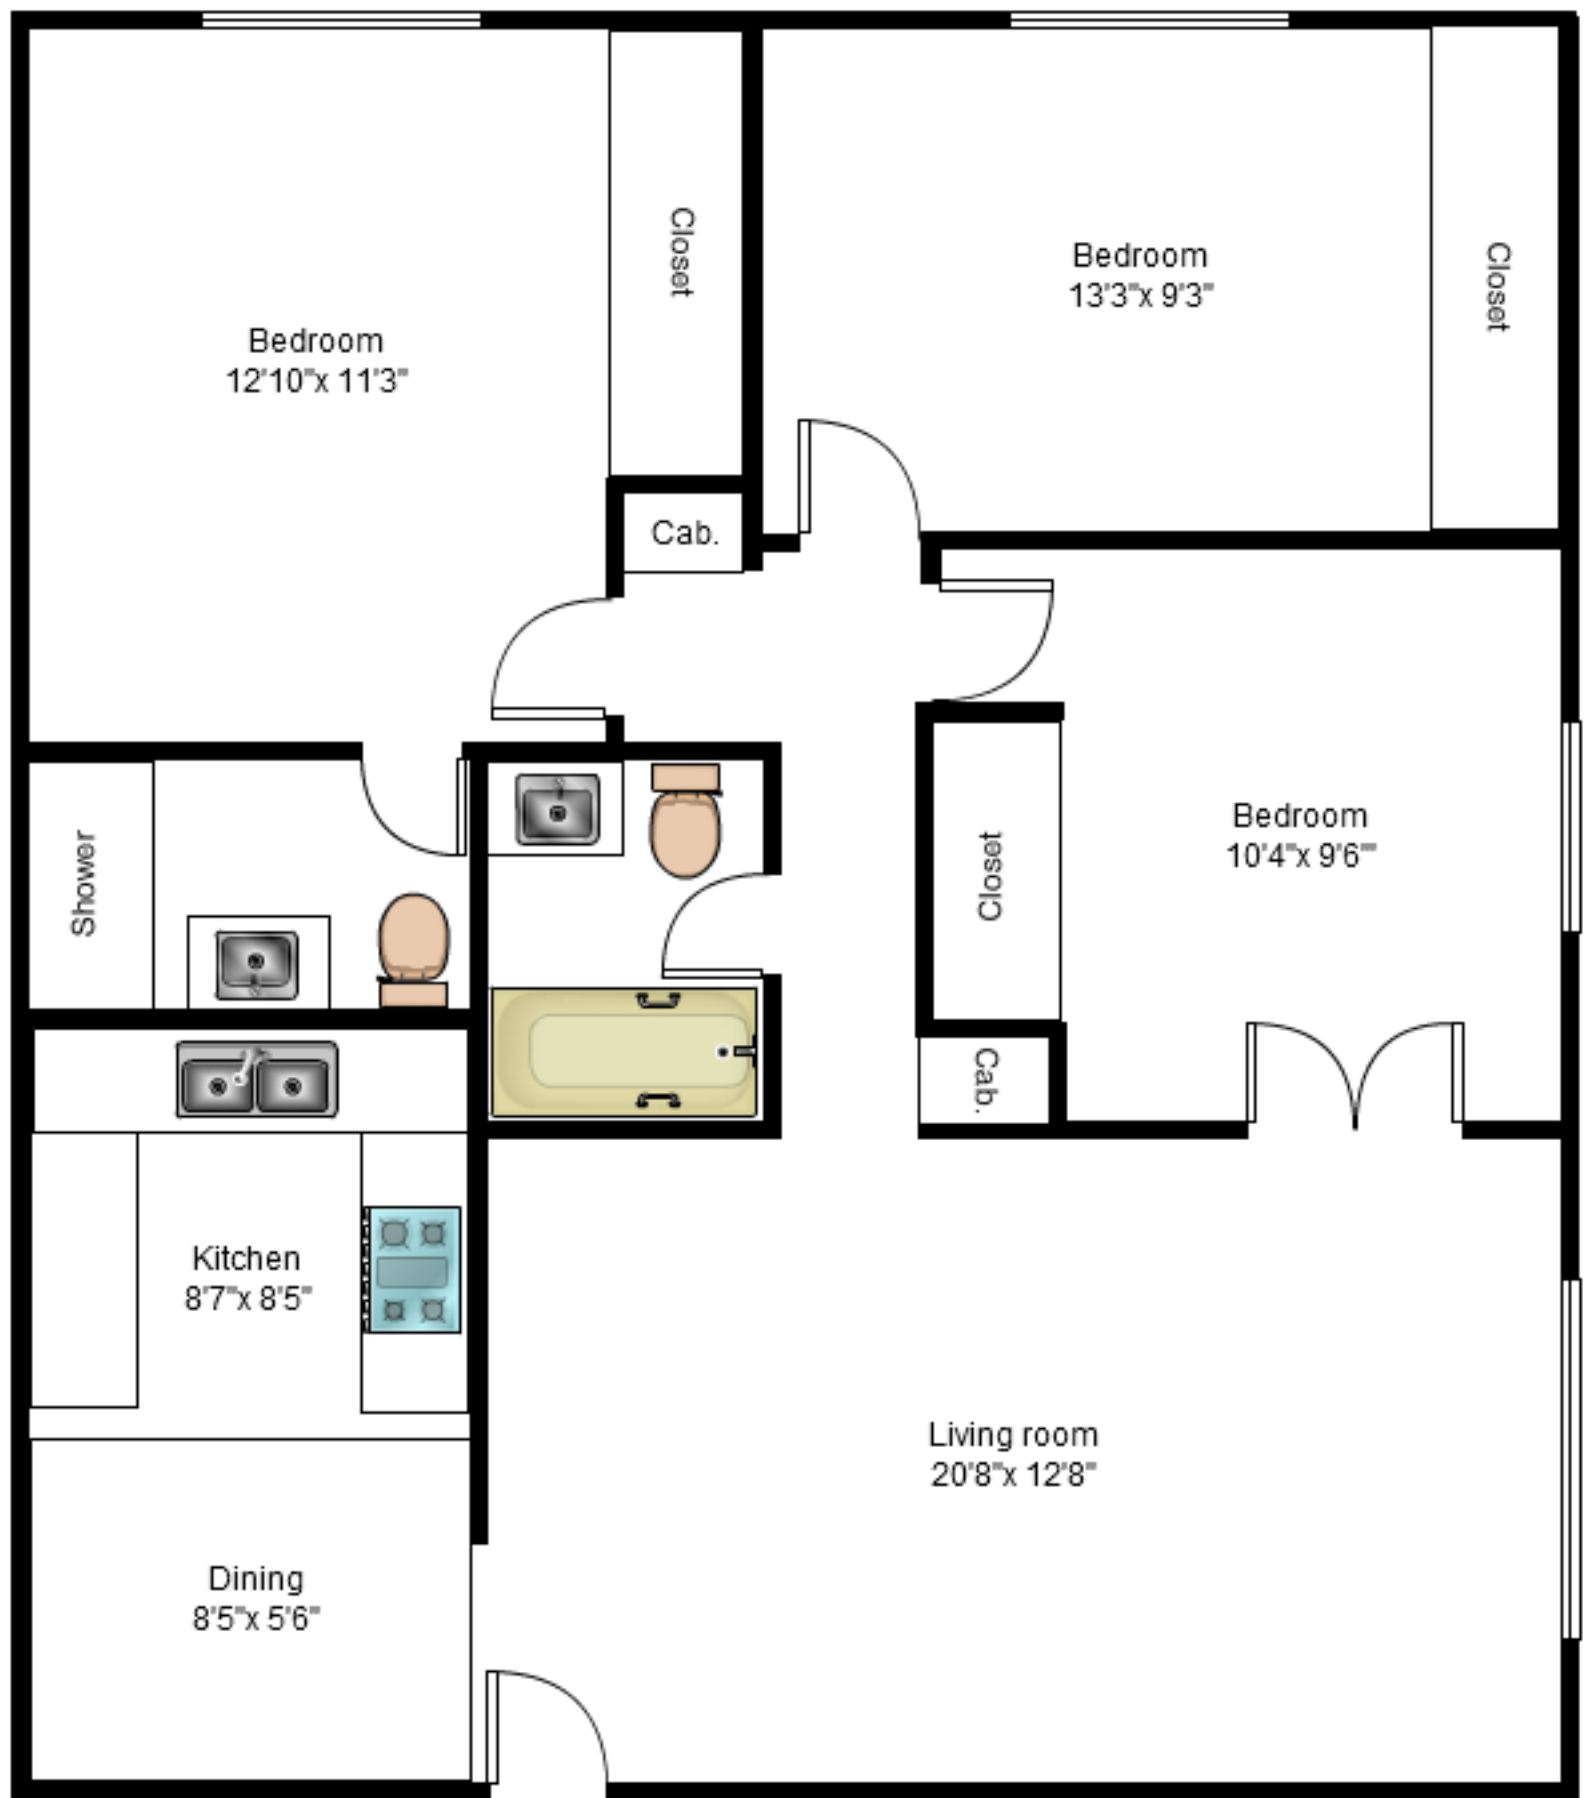 Closet
Bedroom
13'3"x 9'3"
Closet
Bedroom
12'10"x 11'3"
Cab.
Bedroom
10'4"x 9'6""
Shower
Closet
Cab.
Kitchen
8'7"x 8'5"
Living room
20'8"x 12'8"
Dining
8'5"x 5'6"